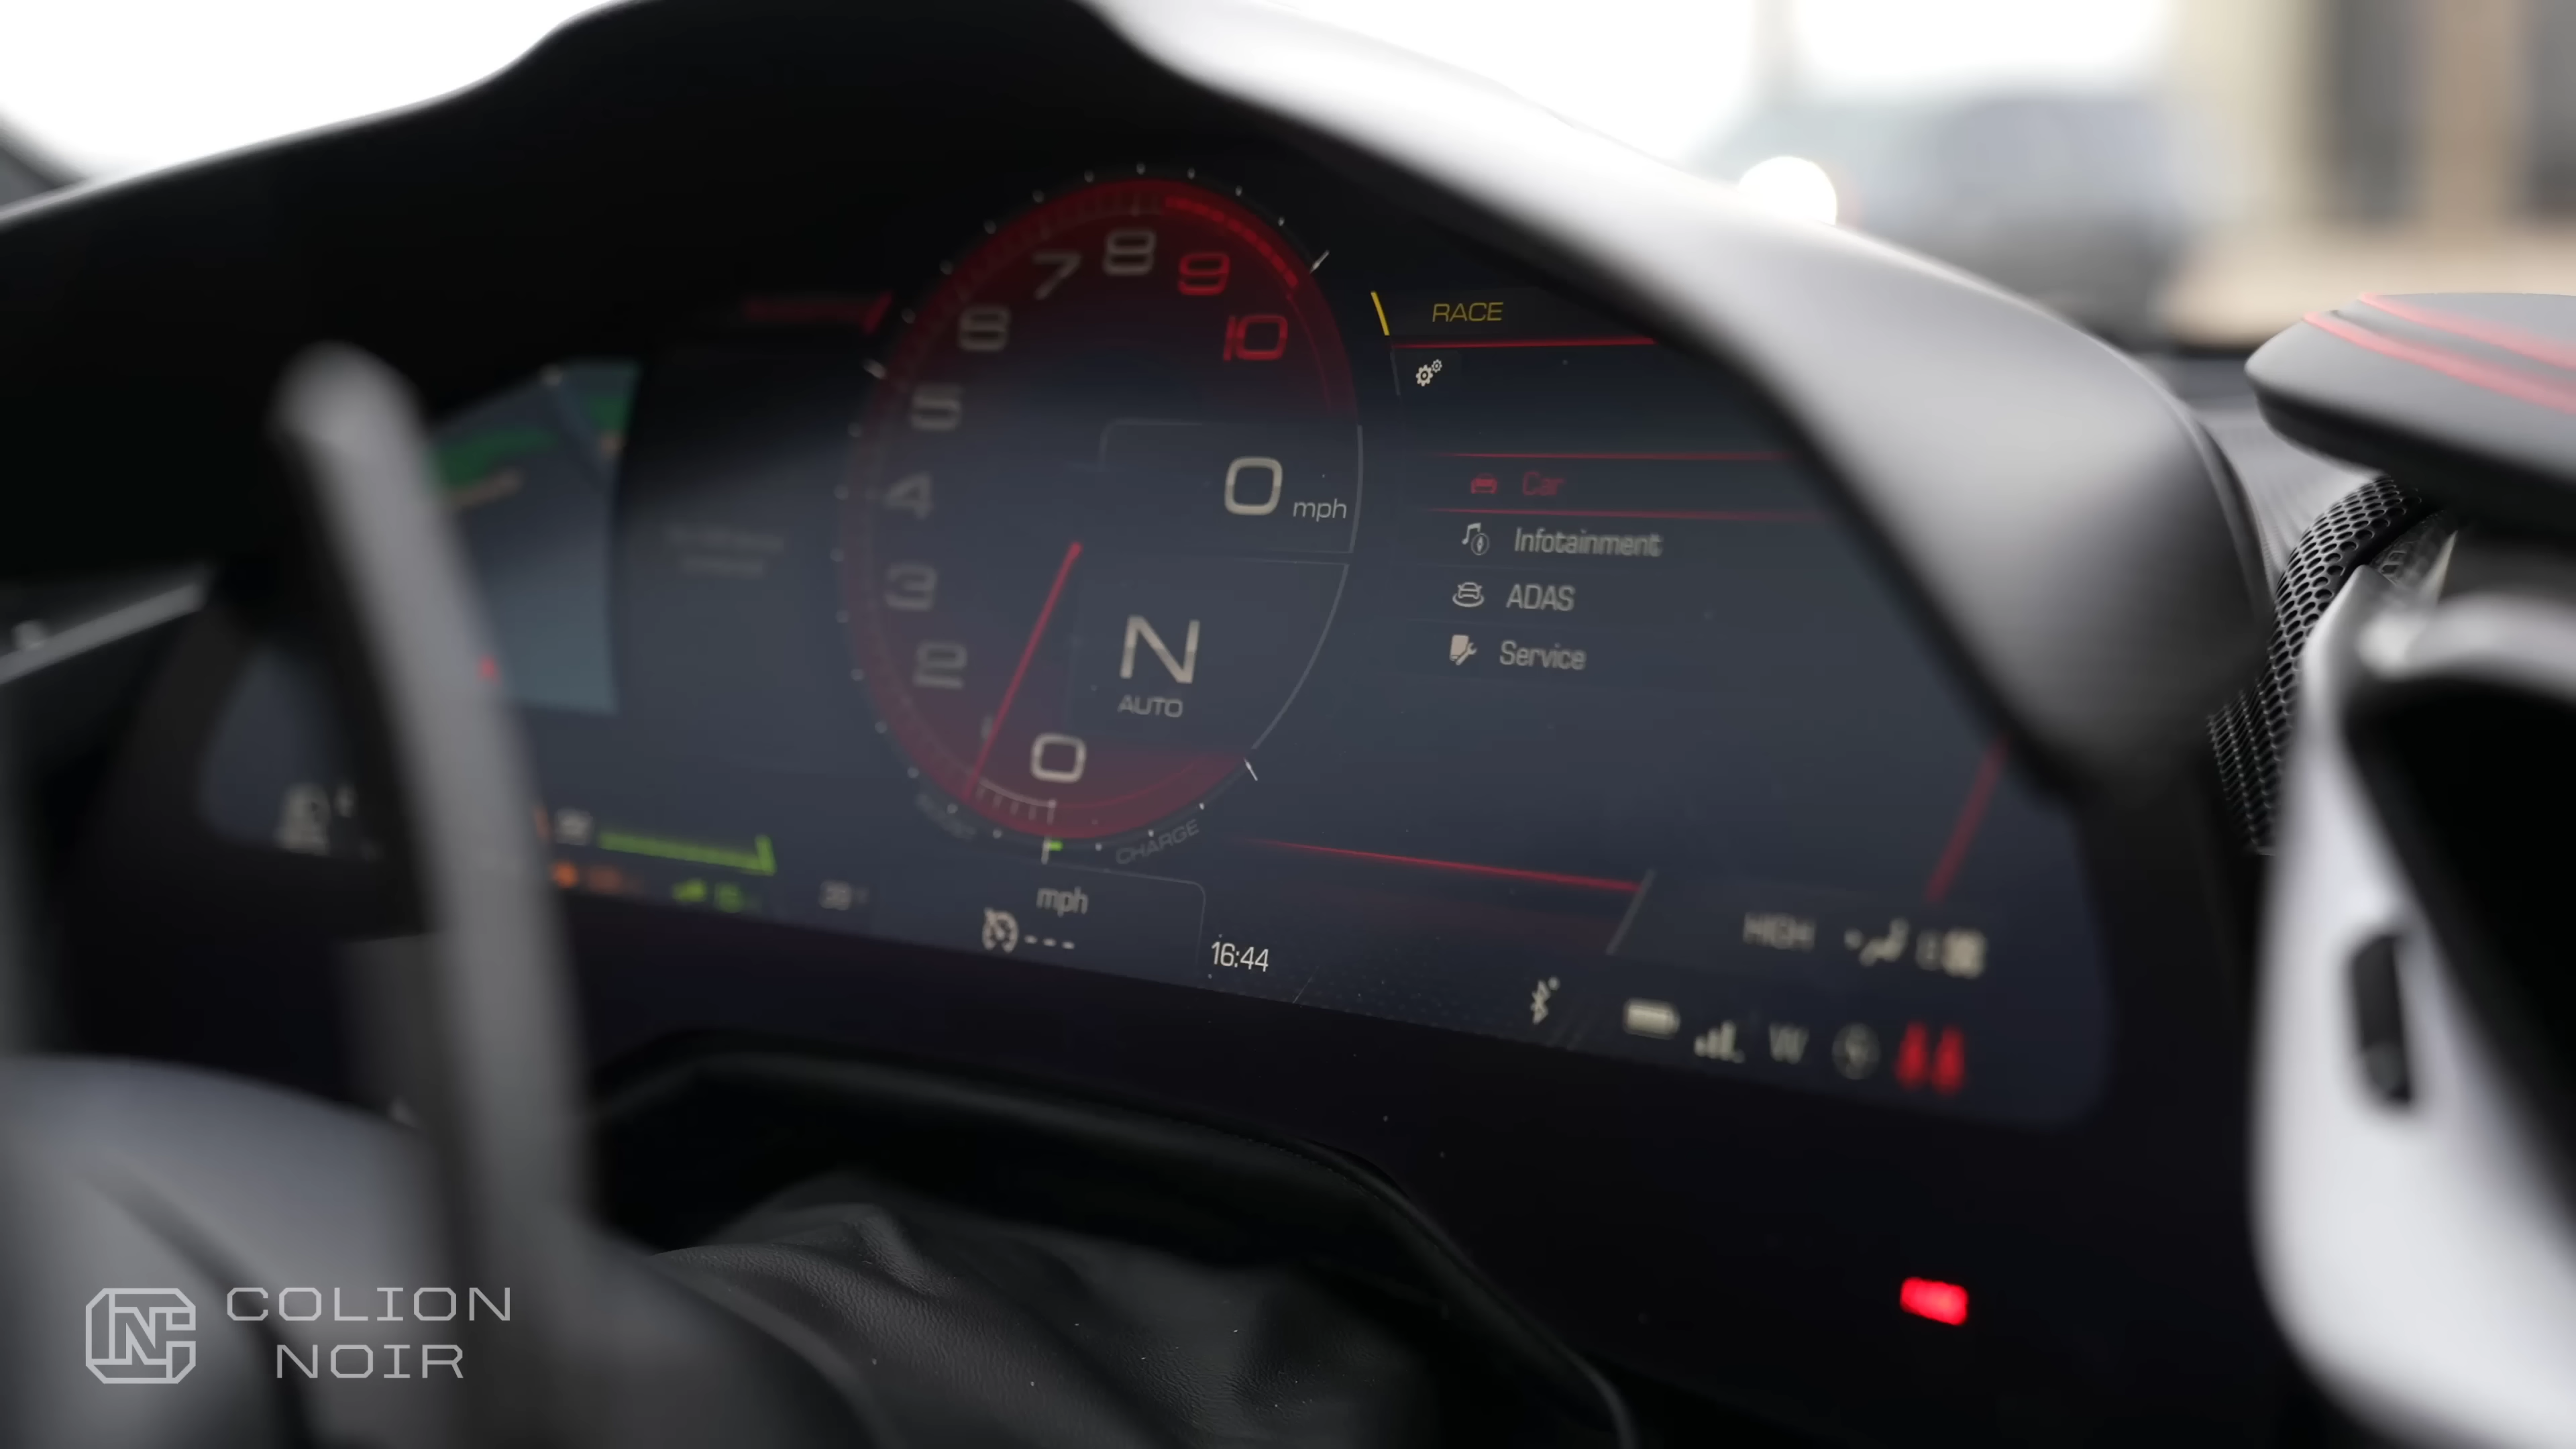 7
8
9
6
10
5
4
3
2
0
0 mph
N
AUTO
RACE
Car
Infotainment
ADAS
Service
CHARGE
mph
---
16:44
HIGH
W
COLION
NOIR